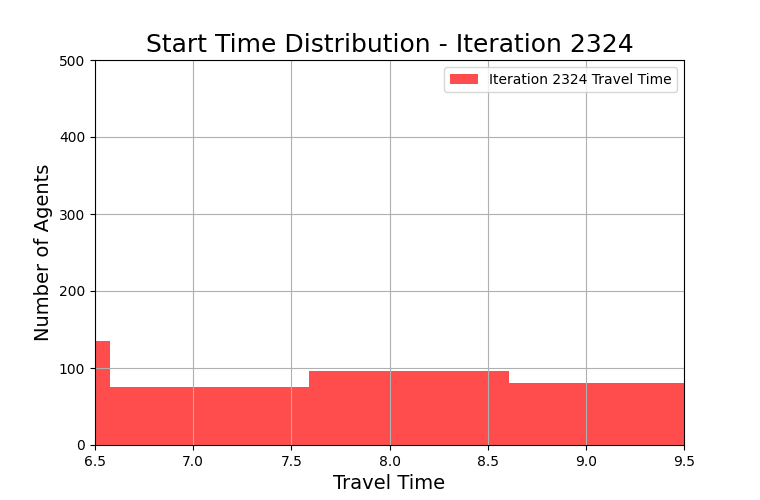 Start Time Distribution - Iteration 2324
Iteration 2324 Travel Time
Number of Agents
500
400
300
200
100
0
6.5 7.0 7.5 8.0 8.5 9.0 9.5
Travel Time